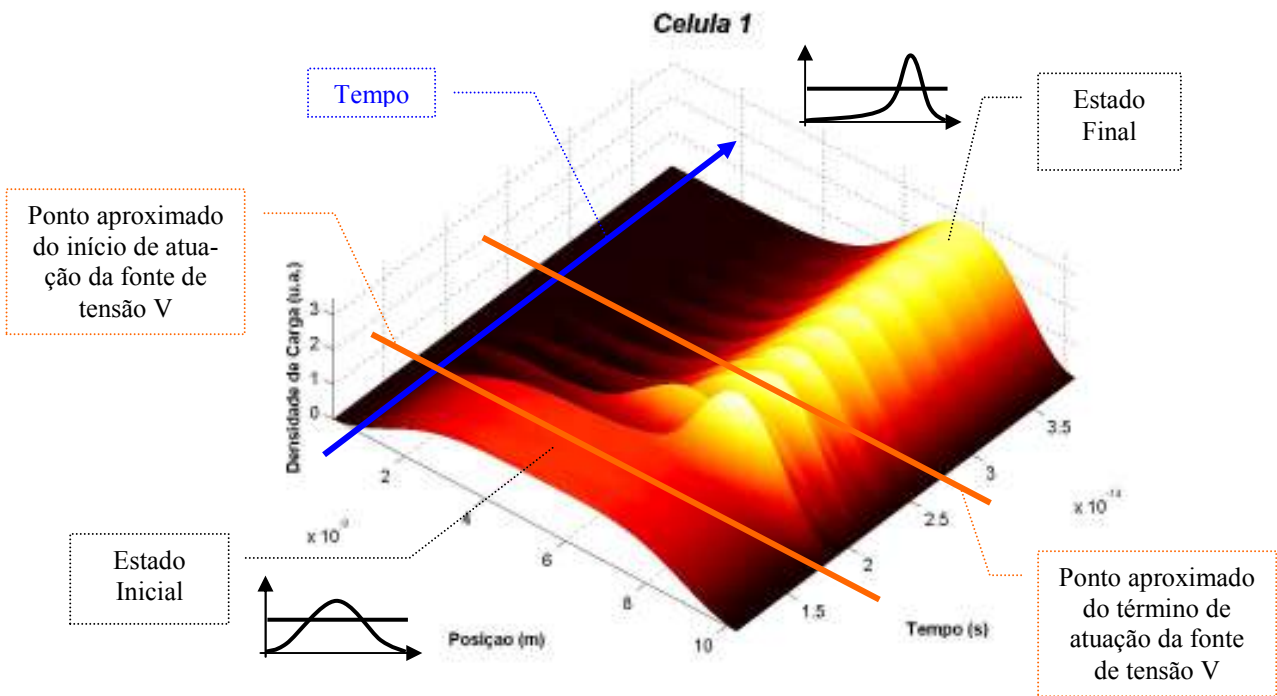 Celula 1
Tempo
Estado
Final
Ponto aproximado
do início de atua-
ção da fonte de
tensão V
Densidade de Carga (u.a.)
3
2
1
0
2
4
6
8
10
x 10⁻⁹
Posiçao (m)
1.5
2
2.5
3
3.5
Tempo (s)
Estado
Inicial
Ponto aproximado
do término de
atuação da fonte
de tensão V